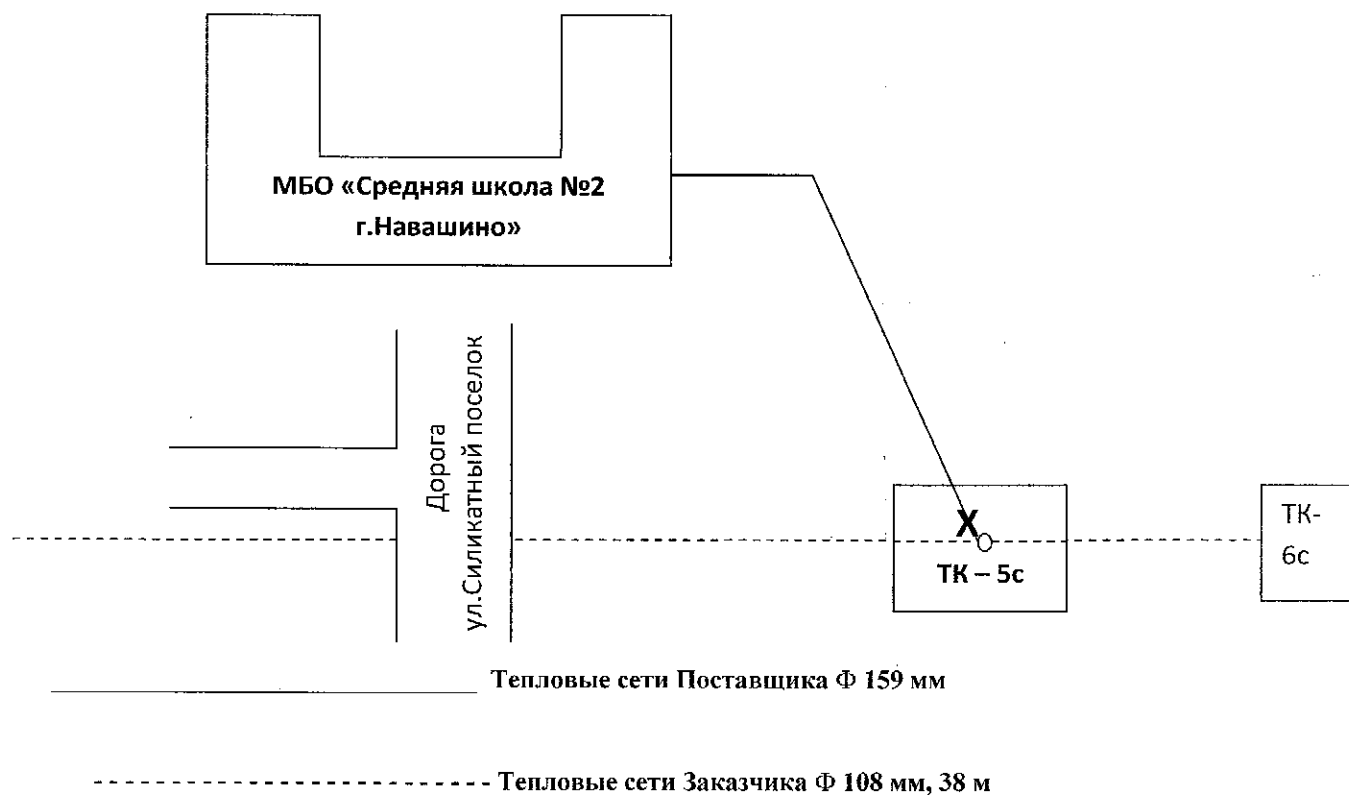 МБО «Средняя школа №2
г.Навашино»
Дорога
ул.Силикатный поселок
X
ТК – 5с
ТК-
6с
Тепловые сети Поставщика Ф 159 мм
Тепловые сети Заказчика Ф 108 мм, 38 м